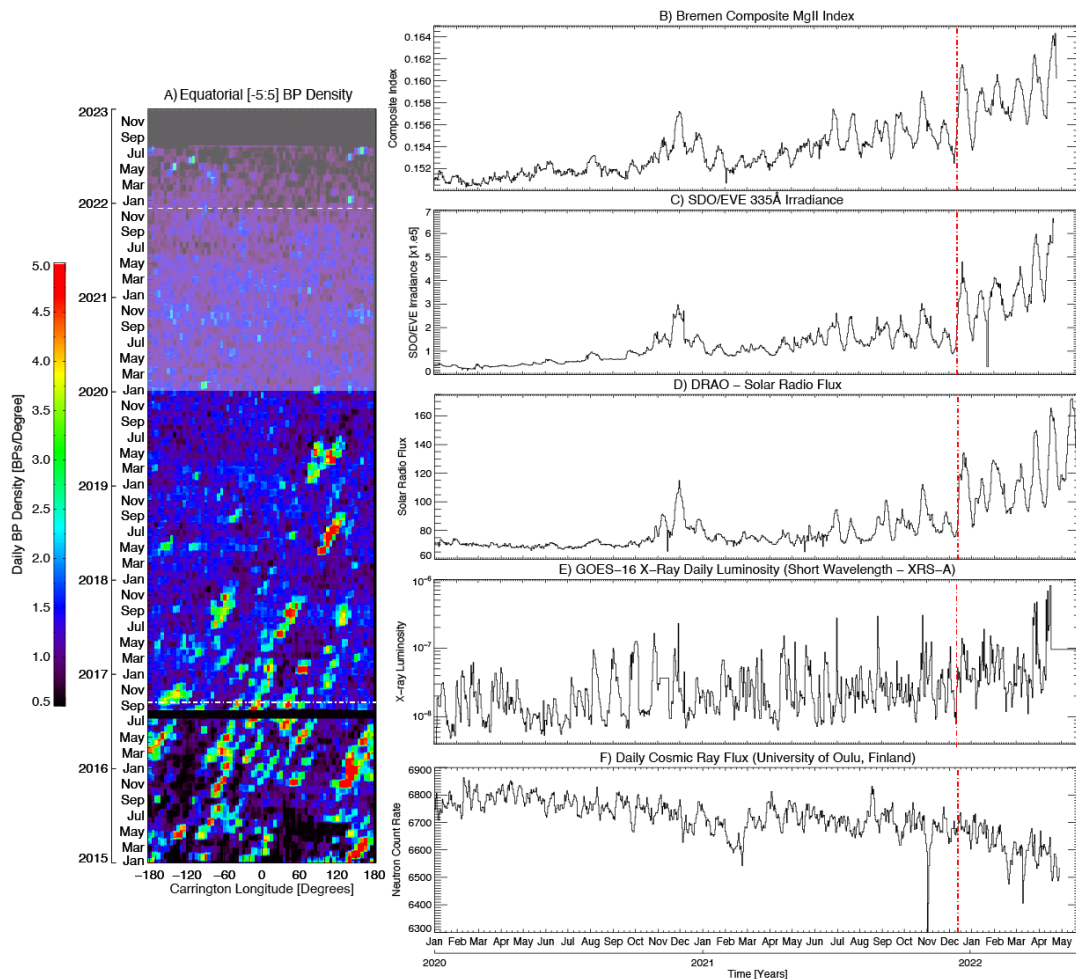 A) Equatorial [-5:5] BP Density
2023
Nov
Sep
Jul
May
Mar
Jan
2022
Nov
Sep
Jul
May
Mar
Jan
2021
Nov
Sep
Jul
May
Mar
Jan
2020
Nov
Sep
Jul
May
Mar
Jan
2019
Nov
Sep
Jul
May
Mar
Jan
2018
Nov
Sep
Jul
May
Mar
Jan
2017
Nov
Sep
Jul
May
Mar
Jan
2016
Nov
Sep
Jul
May
Mar
Jan
2015
−180 −120 −60 0 60 120 180
Carrington Longitude [Degrees]
Daily BP Density [BPs/Degree]
5.0
4.5
4.0
3.5
3.0
2.5
2.0
1.5
1.0
0.5
B) Bremen Composite MgII Index
Composite Index
0.164
0.160
0.156
0.154
0.152
C) SDO/EVE 335Å Irradiance
SDO/EVE Irradiance [x1.e5]
7
6
5
4
3
2
1
0
D) DRAO − Solar Radio Flux
Solar Radio Flux
160
140
120
100
80
60
E) GOES−16 X−Ray Daily Luminosity (Short Wavelength − XRS−A)
X−ray Luminosity
10−6
10−7
10−8
F) Daily Cosmic Ray Flux (University of Oulu, Finland)
Neutron Count Rate
6900
6800
6700
6600
6500
6400
6300
Jan Feb Mar Apr May Jun Jul Aug Sep Oct Nov Dec Jan Feb Mar Apr May Jun Jul Aug Sep Oct Nov Dec Jan Feb Mar Apr May
2020 2021 2022
Time [Years]